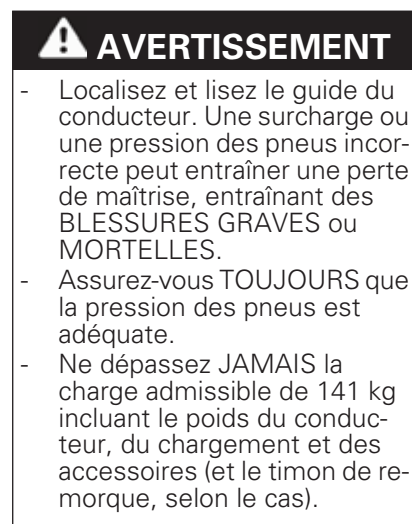 AVERTISSEMENT
- Localisez et lisez le guide du
conducteur. Une surcharge ou
une pression des pneus incor-
recte peut entraîner une perte
de maîtrise, entraînant des
BLESSURES GRAVES ou
MORTELLES.
- Assurez-vous TOUJOURS que
la pression des pneus est
adéquate.
- Ne dépassez JAMAIS la
charge admissible de 141 kg
incluant le poids du conduc-
teur, du chargement et des
accessoires (et le timon de re-
morque, selon le cas).